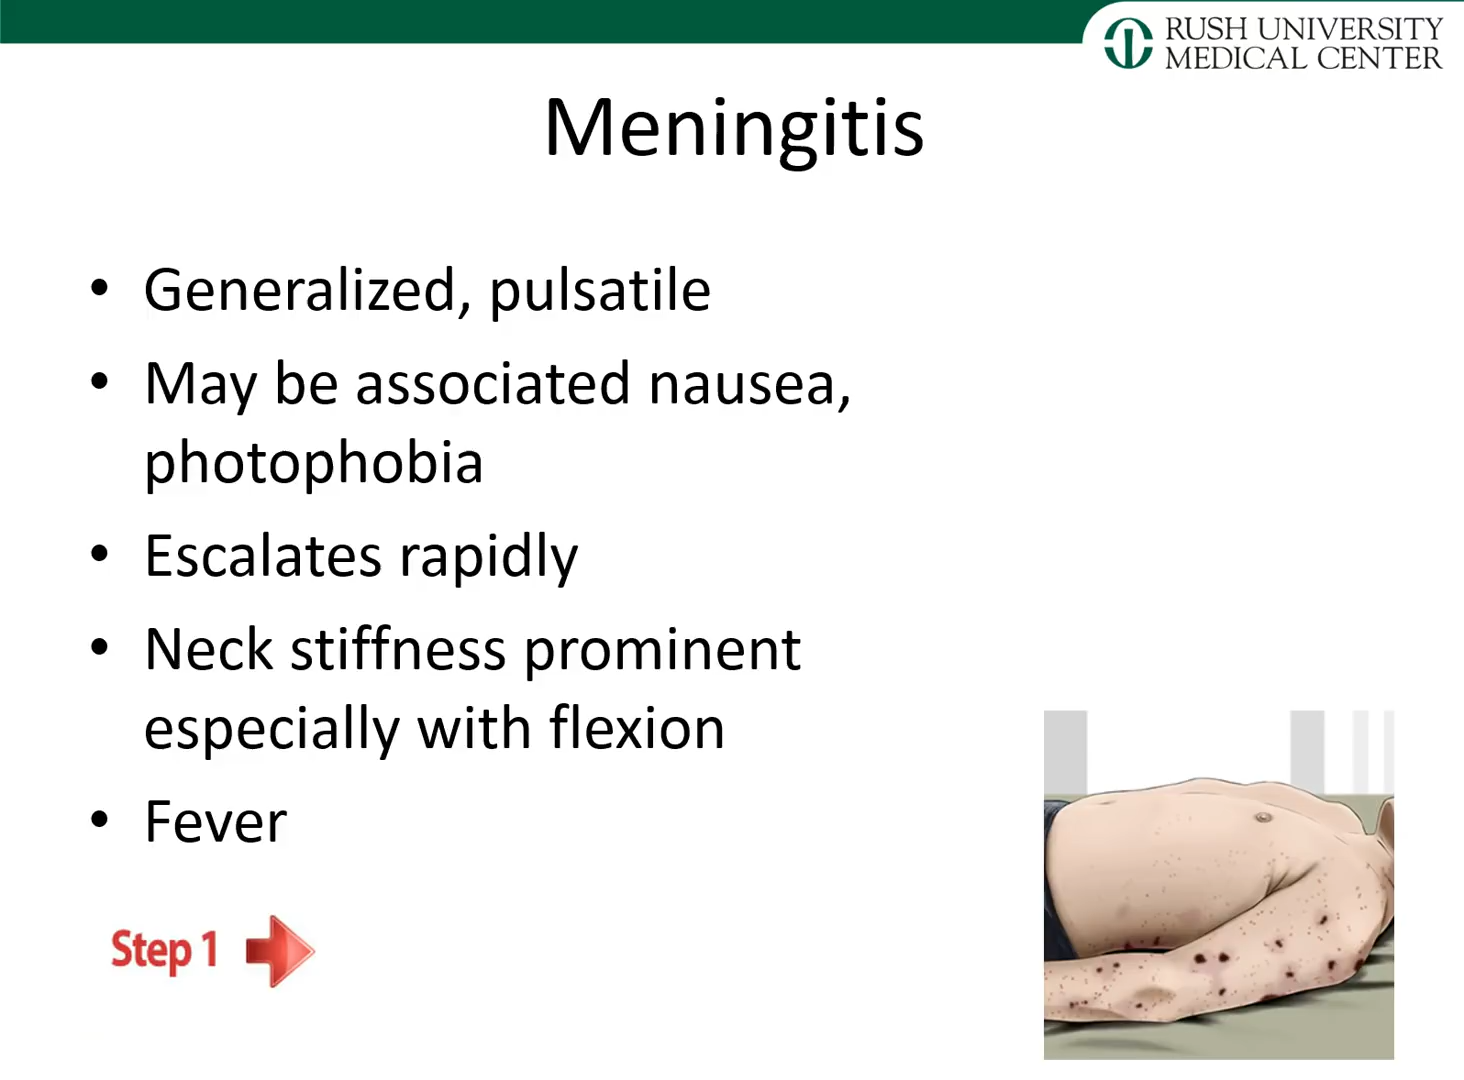 RUSH UNIVERSITY
MEDICAL CENTER
Meningitis
• Generalized, pulsatile
• May be associated nausea,
photophobia
• Escalates rapidly
• Neck stiffness prominent
especially with flexion
• Fever
Step 1